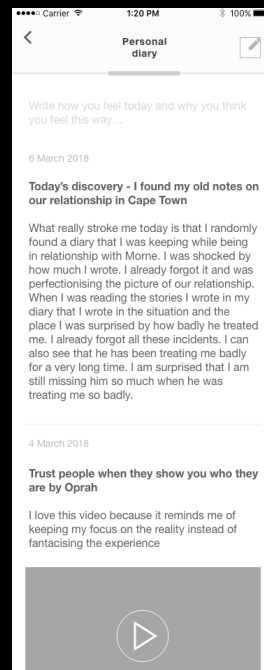 Carrier 1:20 PM 100%
Personal
diary
Write how you feel today and why you think
you feel this way...
6 March 2018
Today's discovery - I found my old notes on
our relationship in Cape Town
What really stroke me today is that I randomly
found a diary that I was keeping while being
in relationship with Morne. I was shocked by
how much I wrote. I already forgot it and was
perfectionising the picture of our relationship.
When I was reading the stories I wrote in my
diary that I wrote in the situation and the
place I was surprised by how badly he treated
me. I already forgot all these incidents. I can
also see that he has been treating me badly
for a very long time. I am surprised that I am
still missing him so much when he was
treating me so badly.
4 March 2018
Trust people when they show you who they
are by Oprah
I love this video because it reminds me of
keeping my focus on the reality instead of
fantacising the experience